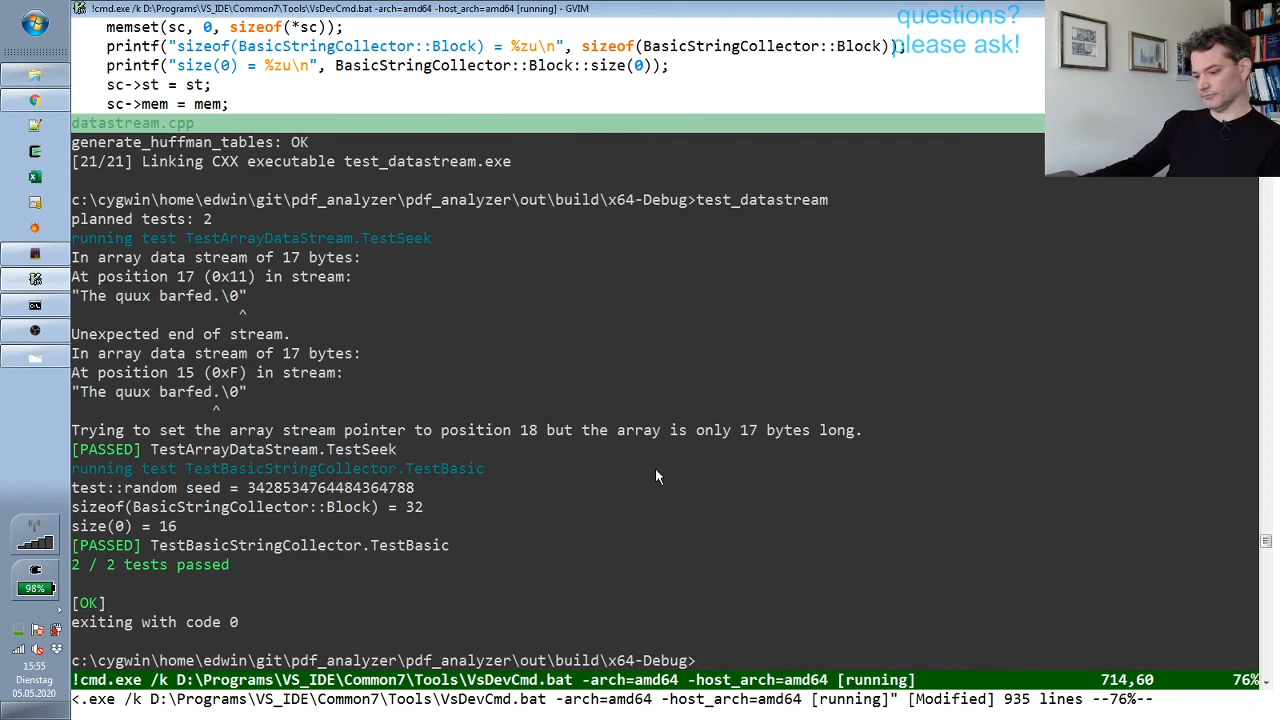 !cmd.exe /k D:\Programs\VS_IDE\Common7\Tools\VsDevCmd.bat -arch=amd64 -host_arch=amd64 [running] - GVIM
questions?
please ask!
memset(sc, 0, sizeof(*sc));
printf("sizeof(BasicStringCollector::Block) = %zu\n", sizeof(BasicStringCollector::Block));
printf("size(0) = %zu\n", BasicStringCollector::Block::size(0));
sc->st = st;
sc->mem = mem;
datastream.cpp
generate_huffman_tables: OK
[21/21] Linking CXX executable test_datastream.exe
c:\cygwin\home\edwin\git\pdf_analyzer\pdf_analyzer\out\build\x64-Debug>test_datastream
planned tests: 2
running test TestArrayDataStream.TestSeek
In array data stream of 17 bytes:
At position 17 (0x11) in stream:
"The quux barfed.\0"
^
Unexpected end of stream.
In array data stream of 17 bytes:
At position 15 (0xF) in stream:
"The quux barfed.\0"
^
Trying to set the array stream pointer to position 18 but the array is only 17 bytes long.
[PASSED] TestArrayDataStream.TestSeek
running test TestBasicStringCollector.TestBasic
test::random seed = 3428534764484364788
sizeof(BasicStringCollector::Block) = 32
size(0) = 16
[PASSED] TestBasicStringCollector.TestBasic
2 / 2 tests passed
[OK]
exiting with code 0
c:\cygwin\home\edwin\git\pdf_analyzer\pdf_analyzer\out\build\x64-Debug>
!cmd.exe /k D:\Programs\VS_IDE\Common7\Tools\VsDevCmd.bat -arch=amd64 -host_arch=amd64 [running] 714,60 76%
<.exe /k D:\Programs\VS_IDE\Common7\Tools\VsDevCmd.bat -arch=amd64 -host_arch=amd64 [running]" [Modified] 935 lines --76%--
98%
15:55
Dienstag
05.05.2020